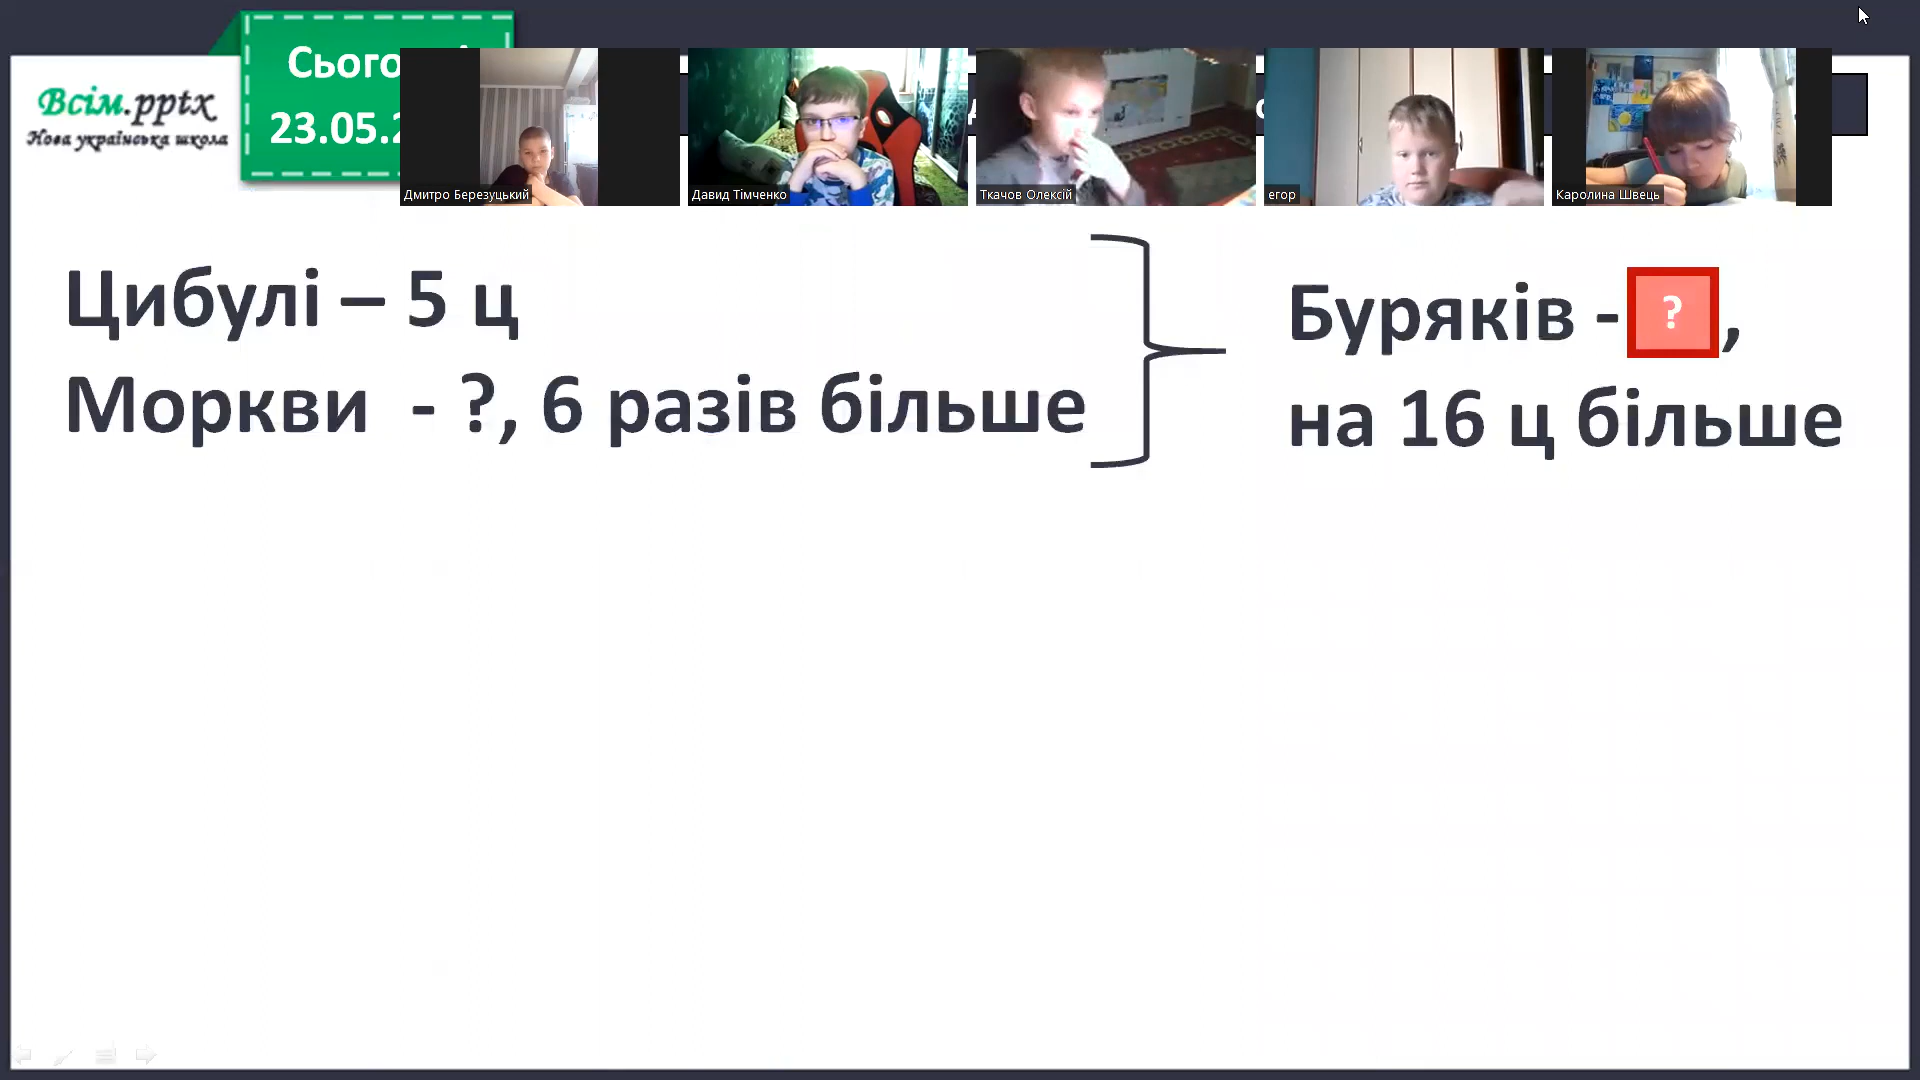 Всім.pptx
Нова українська школа
23.05.2
Дмитро Березуцький
Давид Тімченко
Ткачов Олексій
егор
Каролина Швець
Цибулі – 5 ц
Моркви - ?, 6 разів більше
Буряків - ? ,
на 16 ц більше